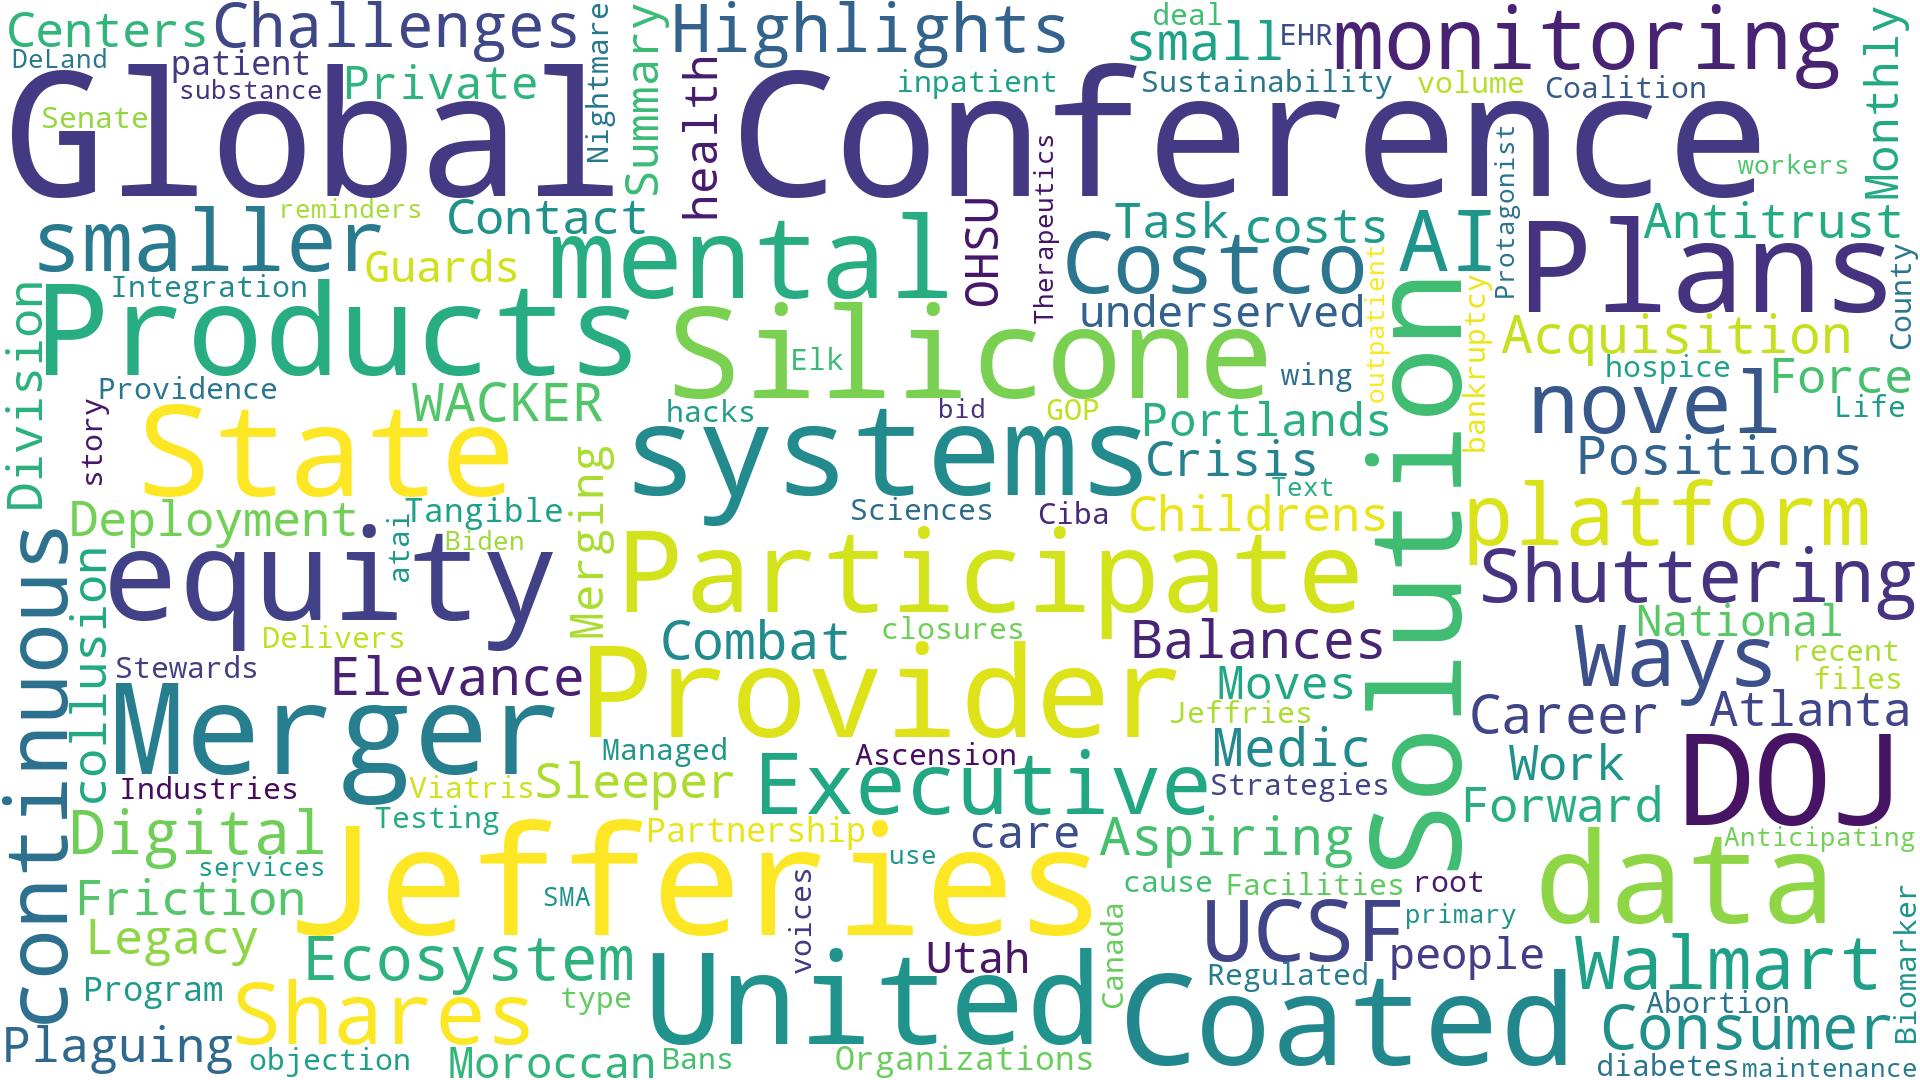 Centers
Challenges
Nightmare
Summary
Highlights
deal
small
EHR
monitoring
Monthly
DeLand
patient
substance
Private
health
inpatient
Sustainability
volume
Coalition
Senate
Global
Conference
Therapeutics
Protagonist
workers
smaller
reminders
Contact
Guards
mental
OHSU
Task
costs
Costco
AI
Plans
Antitrust
County
Integration
Products
Silicone
Elk
underserved
outpatient
bankruptcy
Solution
Acquisition
Division
Providence
story
WACKER
hacks
bid
GOP
wing
Portlands
novel
hospice
Force
Life
State
systems
Crisis
Text
Positions
Deployment
Tangible
atai
Biden
Merging
Sciences
Ciba
Childrens
platform
continuous
collusion
equity
Participate
Shuttering
Delivers
Combat
closures
Balances
National
Ways
recent
files
Stewards
Elevance
Provider
Moves
Jeffries
Career
Atlanta
Merger
Managed
Ascension
Executive
Medic
Strategies
Work
DOJ
Industries
Viatris
Sleeper
Forward
Digital
Testing
Partnership
care
Aspiring
Anticipating
services
Jefferies
use
data
Friction
SMA
voices
cause
Facilities
root
Legacy
Canada
UCSF
primary
Biomarker
Ecosystem
United
Utah
people
Walmart
Program
Shares
type
Regulated
Coated
Abortion
Consumer
Plaguing
objection
Moroccan
Bans
Organizations
diabetes
maintenance